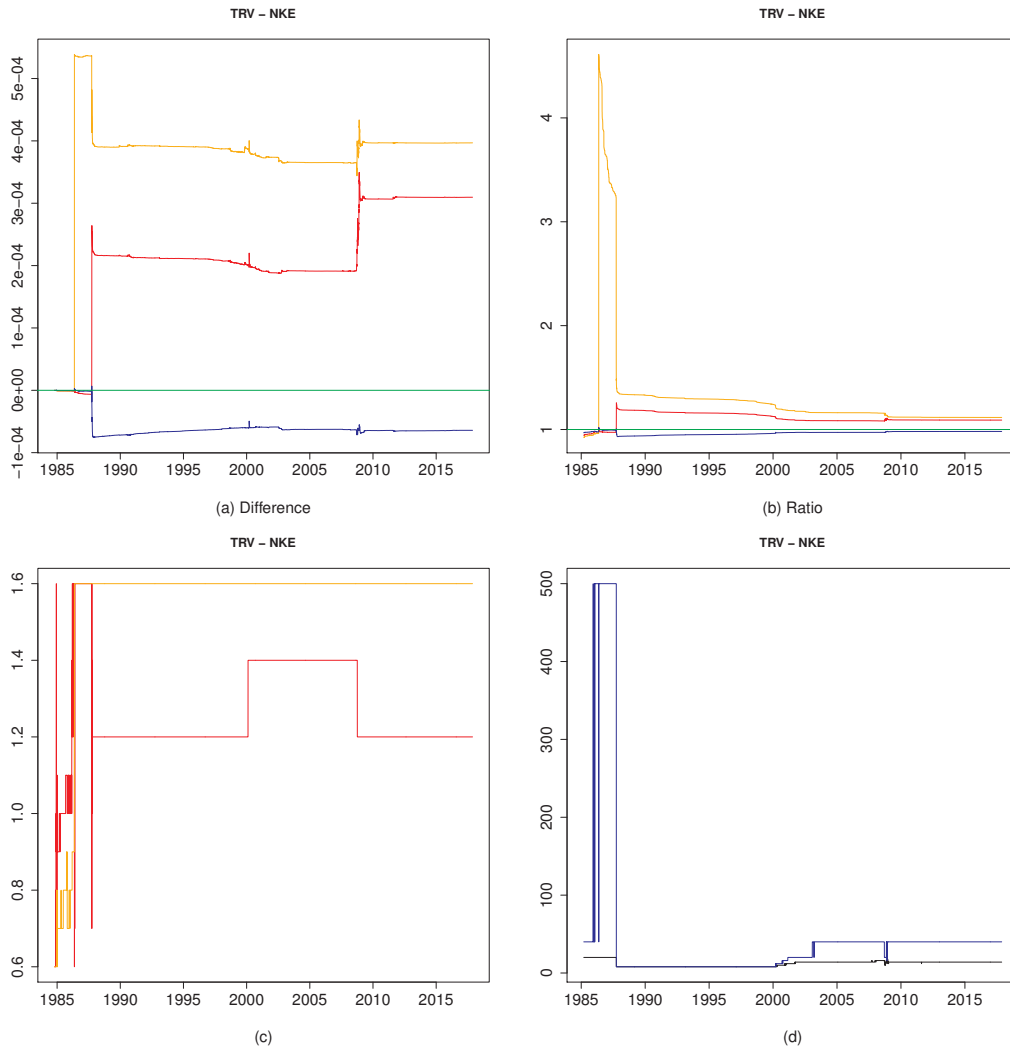 TRV − NKE
TRV − NKE
5e−04
4e−04
3e−04
2e−04
1e−04
0e+00
−1e−04
4
3
2
1
1985 1990 1995 2000 2005 2010 2015
1985 1990 1995 2000 2005 2010 2015
(a) Difference
(b) Ratio
TRV − NKE
TRV − NKE
1.6
1.4
1.2
1.0
0.8
0.6
500
400
300
200
100
0
1985 1990 1995 2000 2005 2010 2015
1985 1990 1995 2000 2005 2010 2015
(c)
(d)